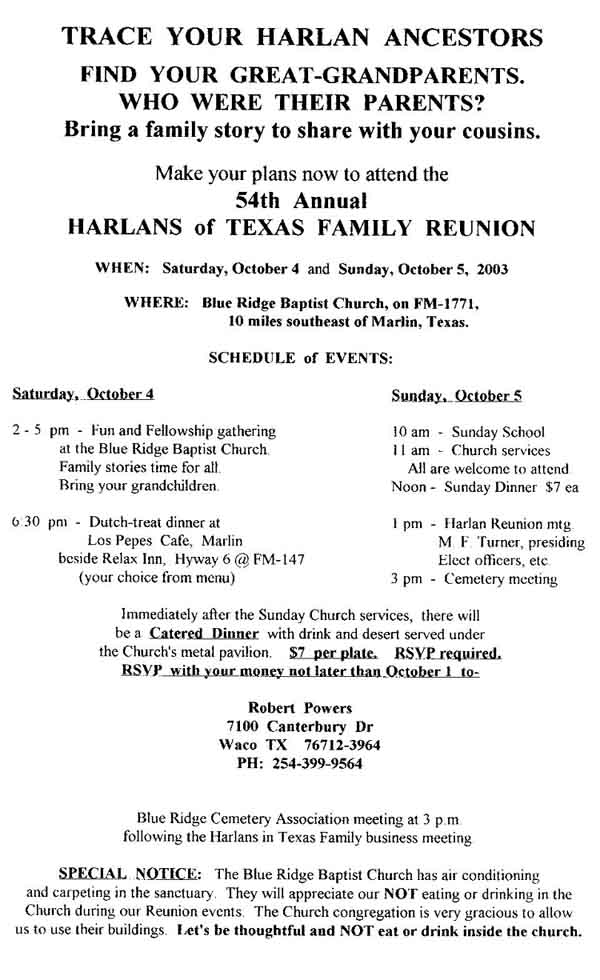 TRACE YOUR HARLAN ANCESTORS
FIND YOUR GREAT-GRANDPARENTS.
WHO WERE THEIR PARENTS?
Bring a family story to share with your cousins.
Make your plans now to attend the
54th Annual
HARLANS of TEXAS FAMILY REUNION
WHEN: Saturday, October 4 and Sunday, October 5, 2003
WHERE: Blue Ridge Baptist Church, on FM-1771,
10 miles southeast of Marlin, Texas.
SCHEDULE of EVENTS:
Saturday, October 4
2 - 5 pm - Fun and Fellowship gathering
at the Blue Ridge Baptist Church.
Family stories time for all.
Bring your grandchildren.
6:30 pm - Dutch-treat dinner at
Los Pepes Cafe, Marlin
beside Relax Inn, Hyway 6 @ FM-147
(your choice from menu)
Sunday, October 5
10 am - Sunday School
11 am - Church services
All are welcome to attend
Noon - Sunday Dinner $7 ea
1 pm - Harlan Reunion mtg
M. F. Turner, presiding
Elect officers, etc.
3 pm - Cemetery meeting
Immediately after the Sunday Church services, there will
be a Catered Dinner with drink and desert served under
the Church's metal pavilion. $7 per plate. RSVP required.
RSVP with your money not later than October 1 to-
Robert Powers
7100 Canterbury Dr
Waco TX 76712-3964
PH: 254-399-9564
Blue Ridge Cemetery Association meeting at 3 p.m.
following the Harlans in Texas Family business meeting.
SPECIAL NOTICE: The Blue Ridge Baptist Church has air conditioning
and carpeting in the sanctuary. They will appreciate our NOT eating or drinking in the
Church during our Reunion events. The Church congregation is very gracious to allow
us to use their buildings. Let's be thoughtful and NOT eat or drink inside the church.